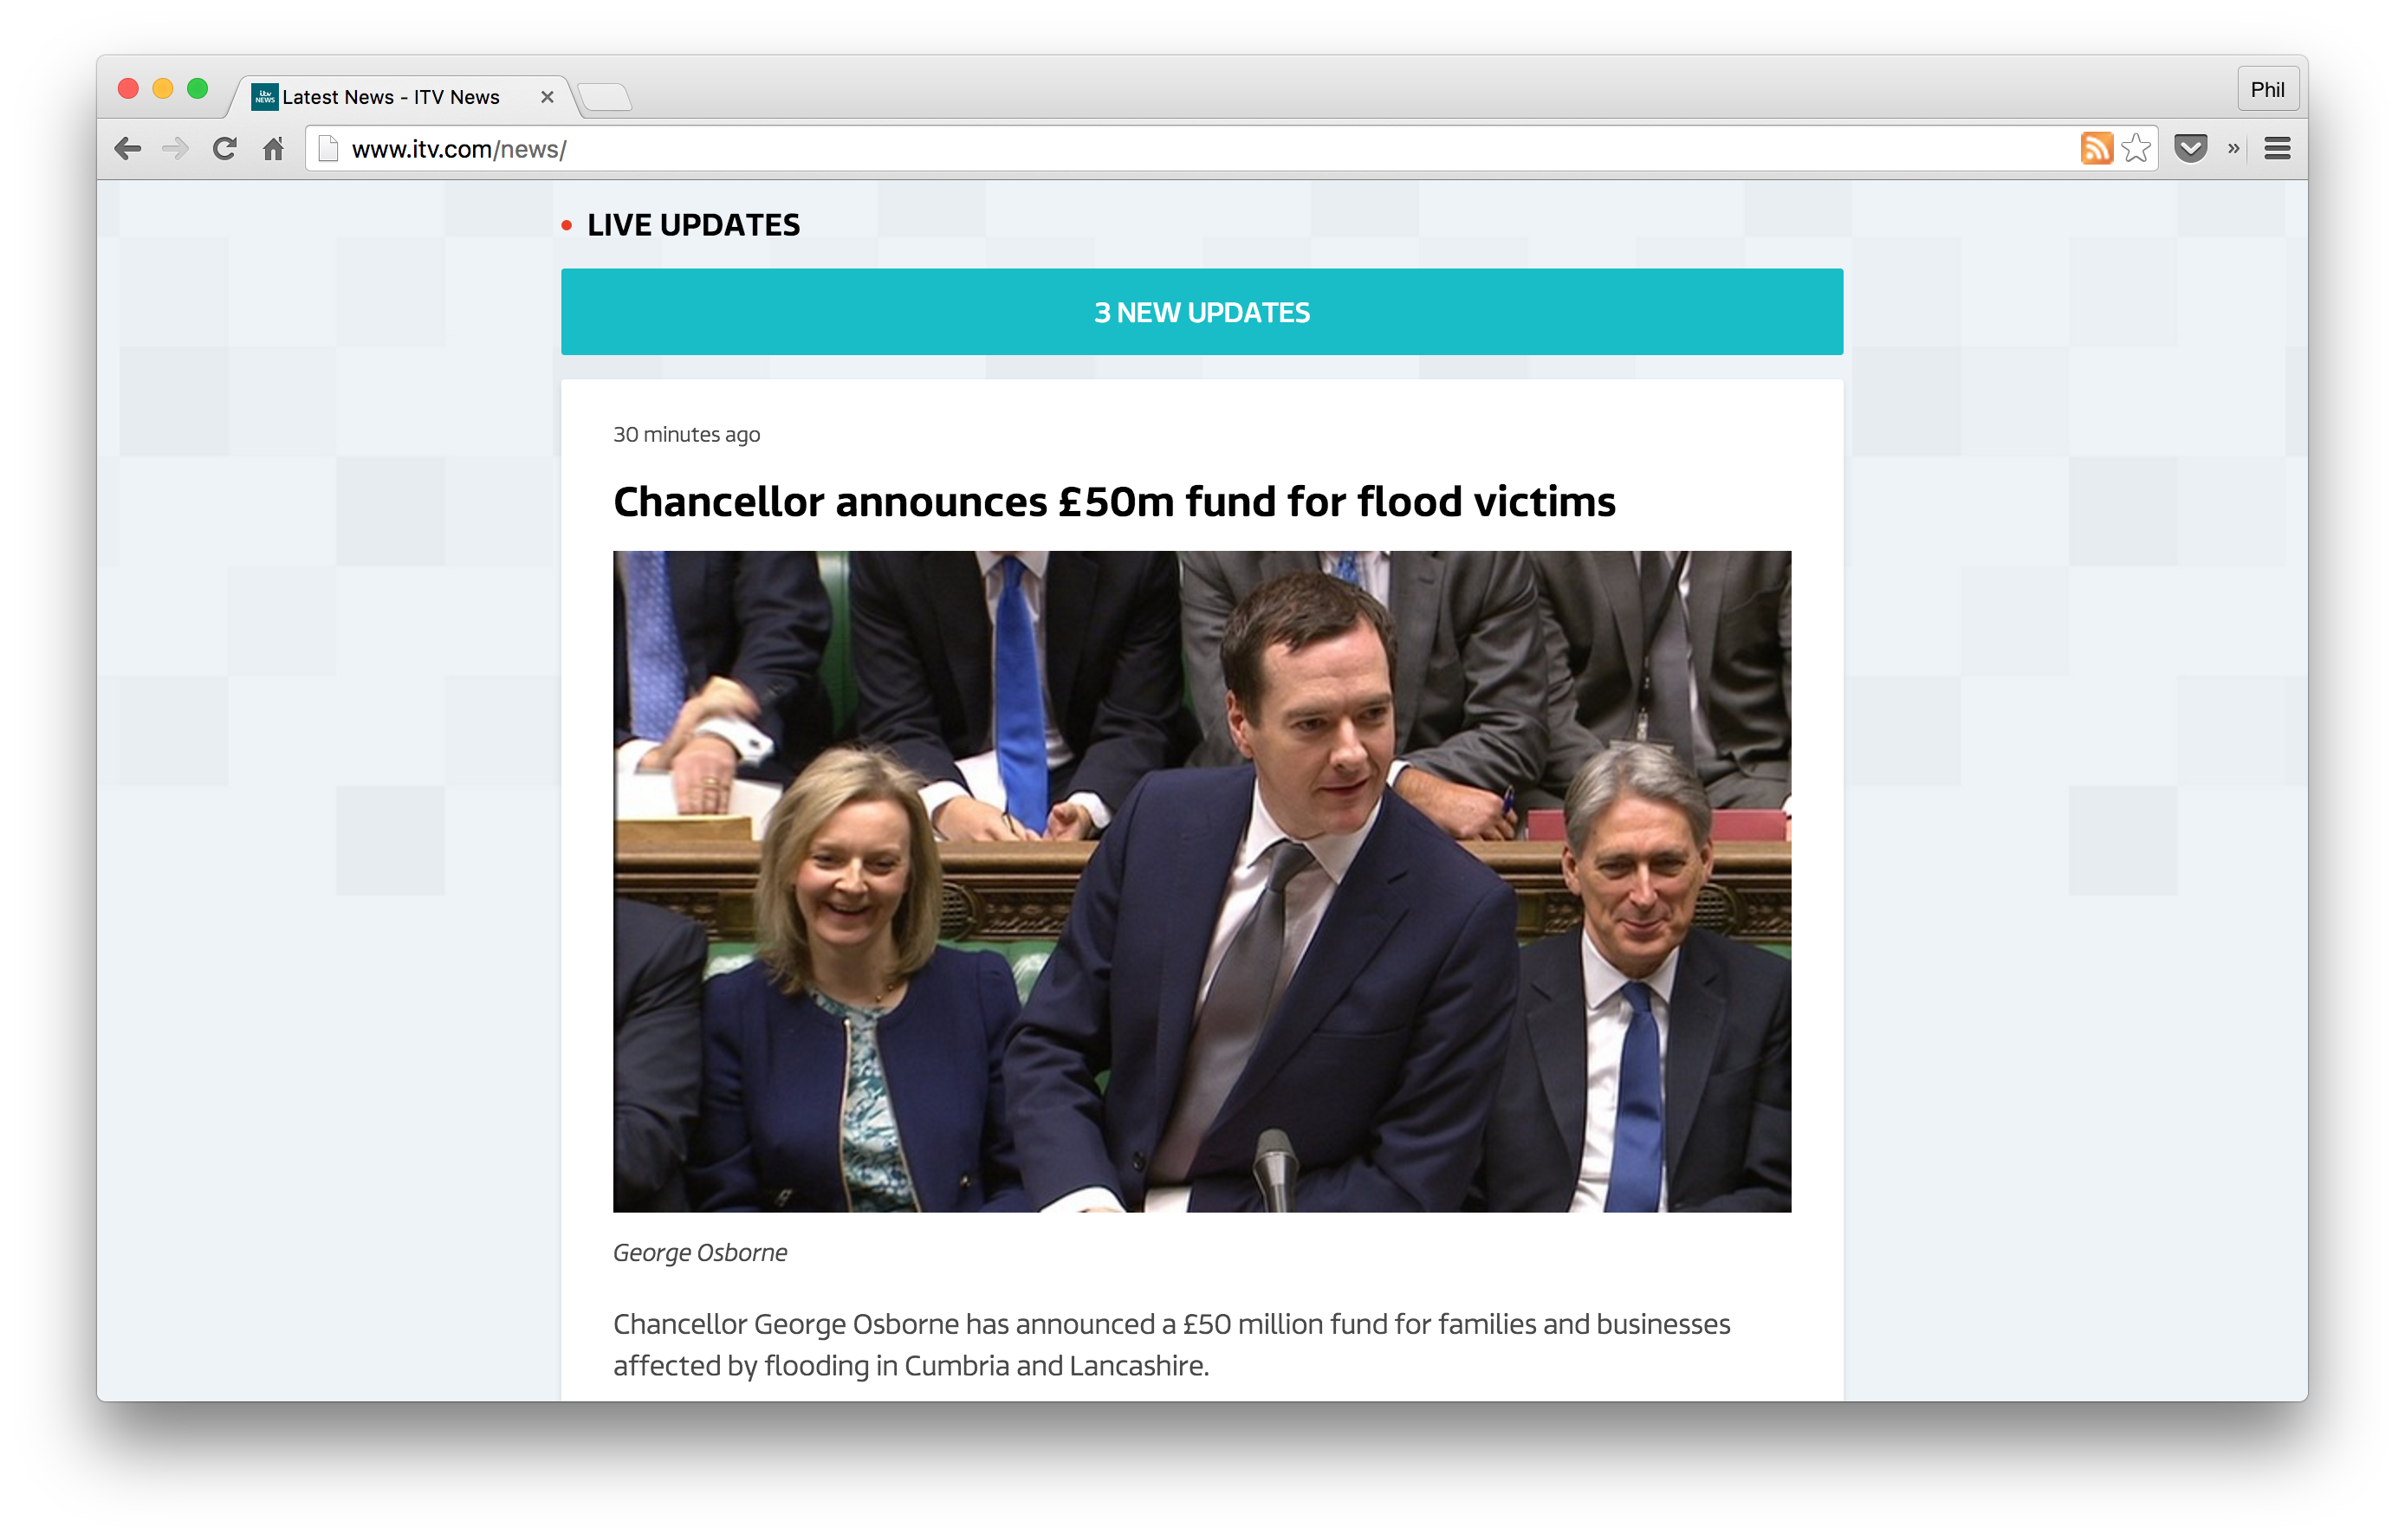 itv NEWS
Latest News - ITV News
Phil
www.itv.com/news/
LIVE UPDATES
3 NEW UPDATES
30 minutes ago
Chancellor announces £50m fund for flood victims
George Osborne
Chancellor George Osborne has announced a £50 million fund for families and businesses
affected by flooding in Cumbria and Lancashire.